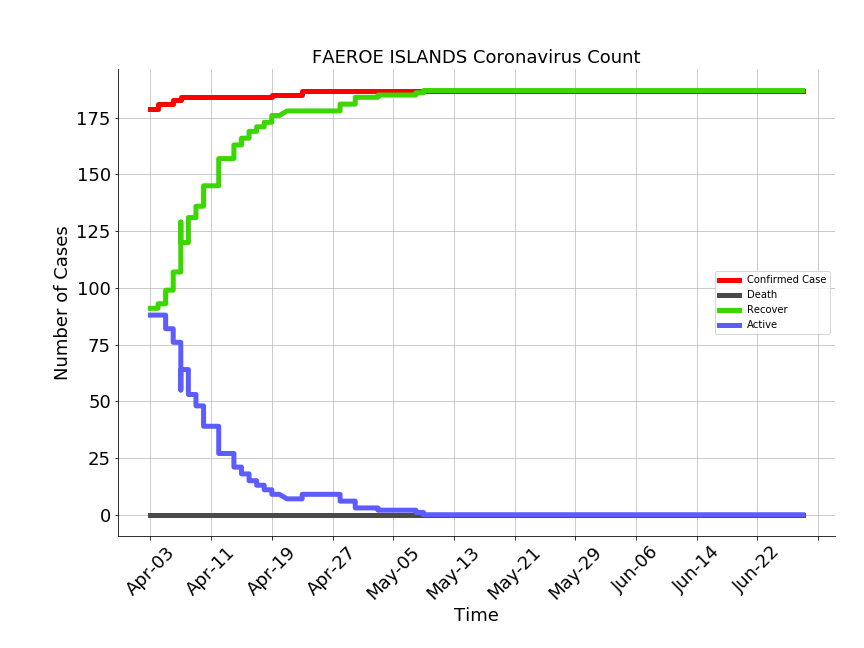 FAEROE ISLANDS Coronavirus Count
Number of Cases
175
150
125
100
75
50
25
0
Confirmed Case
Death
Recover
Active
Apr-03
Apr-11
Apr-19
Apr-27
May-05
May-13
May-21
May-29
Jun-06
Jun-14
Jun-22
Time